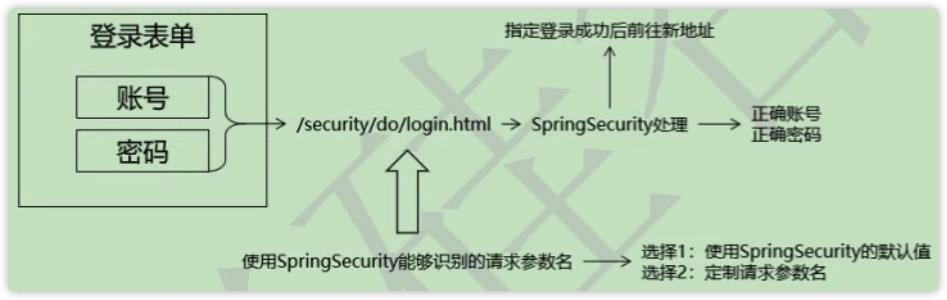 指定登录成功后前往新地址
登录表单
账号
密码
/security/do/login.html
SpringSecurity处理
正确账号
正确密码
使用SpringSecurity能够识别的请求参数名
选择1：使用SpringSecurity的默认值
选择2：定制请求参数名